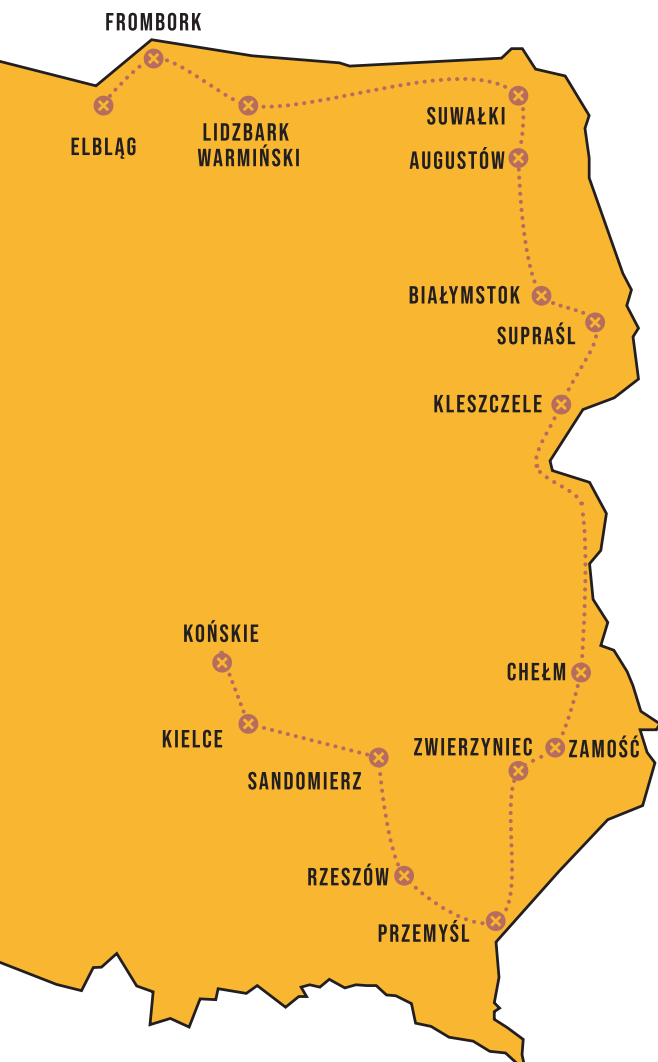 FROMBORK
ELBLĄG
LIDZBARK
WARMIŃSKI
SUWAŁKI
AUGUSTÓW
BIAŁYMSTOK
SUPRAŚL
KLESZCZELE
KOŃSKIE
CHEŁM
KIELCE
ZWIERZYNIEC
ZAMOŚĆ
SANDOMIERZ
RZESZÓW
PRZEMYŚL